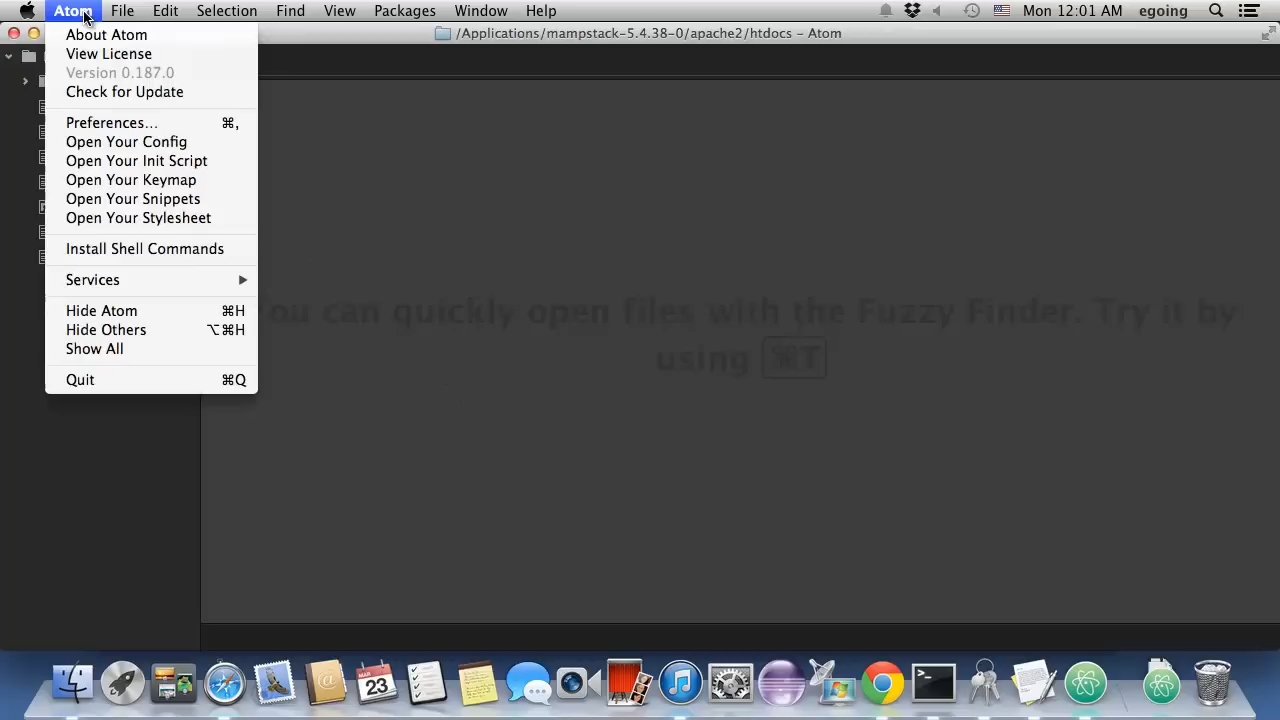 Atom File Edit Selection Find View Packages Window Help Mon 12:01 AM egoing
/Applications/mampstack-5.4.38-0/apache2/htdocs – Atom
About Atom
View License
Version 0.187.0
Check for Update
Preferences... ⌘,
Open Your Config
Open Your Init Script
Open Your Keymap
Open Your Snippets
Open Your Stylesheet
Install Shell Commands
Services
Hide Atom ⌘H
Hide Others ⌥⌘H
Show All
Quit ⌘Q
ou can quickly open files with the Fuzzy Finder. Try it by
using ⌘T
MAR
23